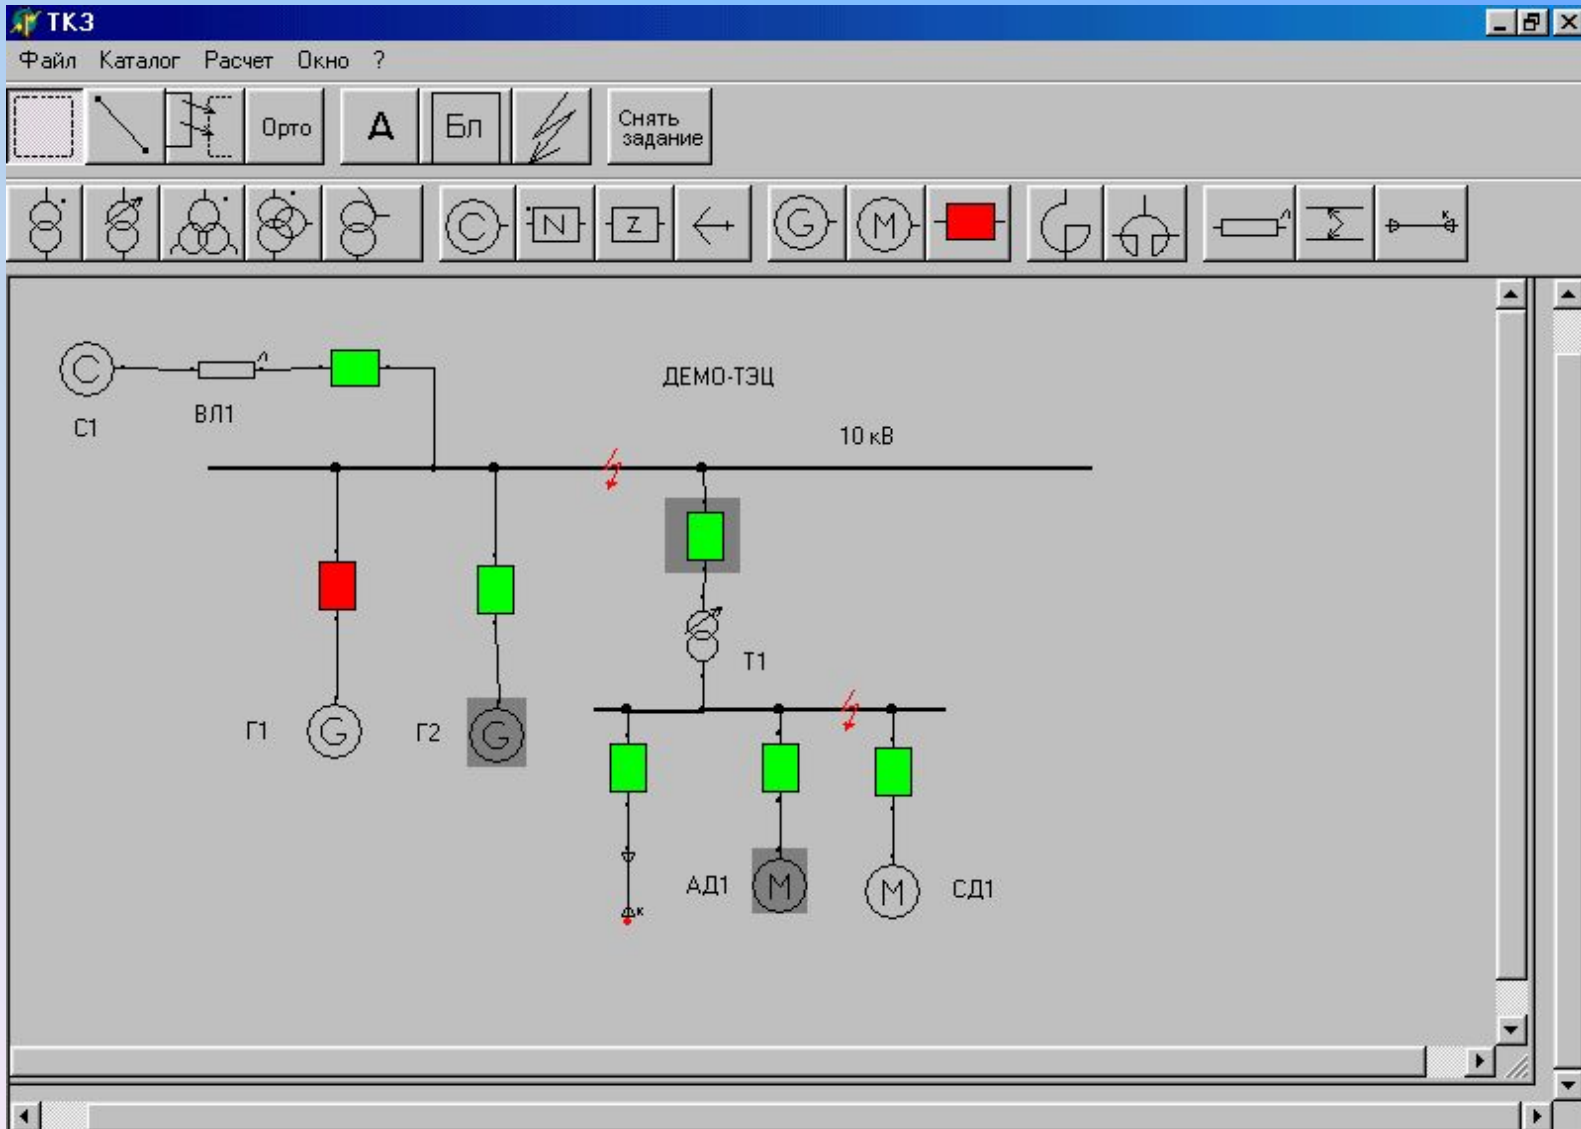 ТКЗ
Файл Каталог Расчет Окно ?
Орто А Бл Снять задание
C N Z G M л к
ДЕМО-ТЭЦ
C
л
С1
ВЛ1
10 кВ
Т1
Г1
G
Г2
G
АД1
M
M
СД1
к